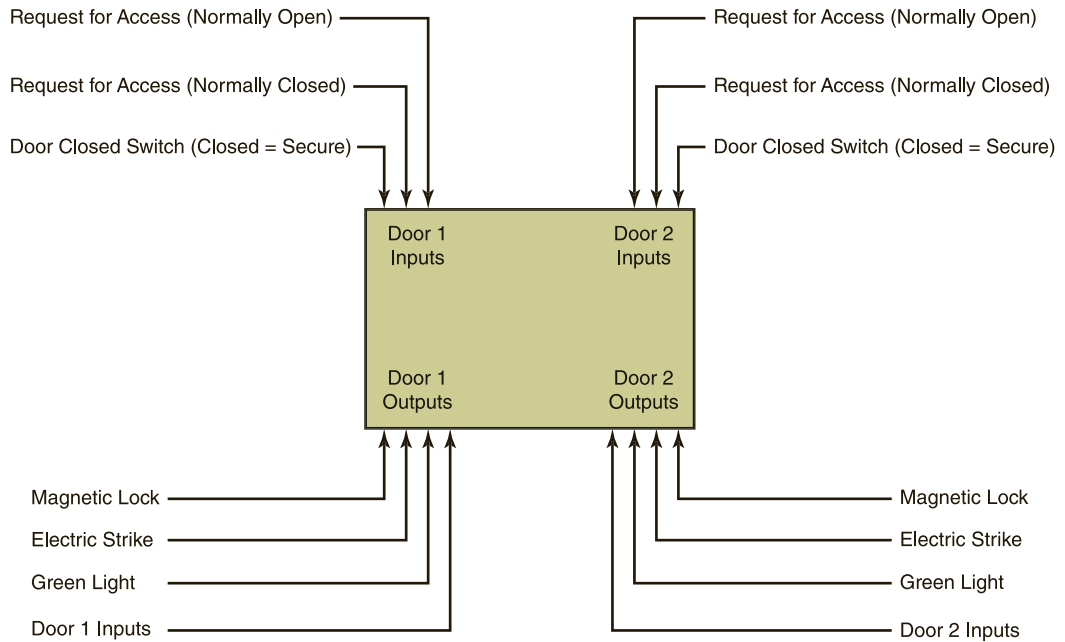 Request for Access (Normally Open)
Request for Access (Normally Open)
Request for Access (Normally Closed)
Request for Access (Normally Closed)
Door Closed Switch (Closed = Secure)
Door Closed Switch (Closed = Secure)
Door 1
Inputs
Door 2
Inputs
Door 1
Outputs
Door 2
Outputs
Magnetic Lock
Magnetic Lock
Electric Strike
Electric Strike
Green Light
Green Light
Door 1 Inputs
Door 2 Inputs